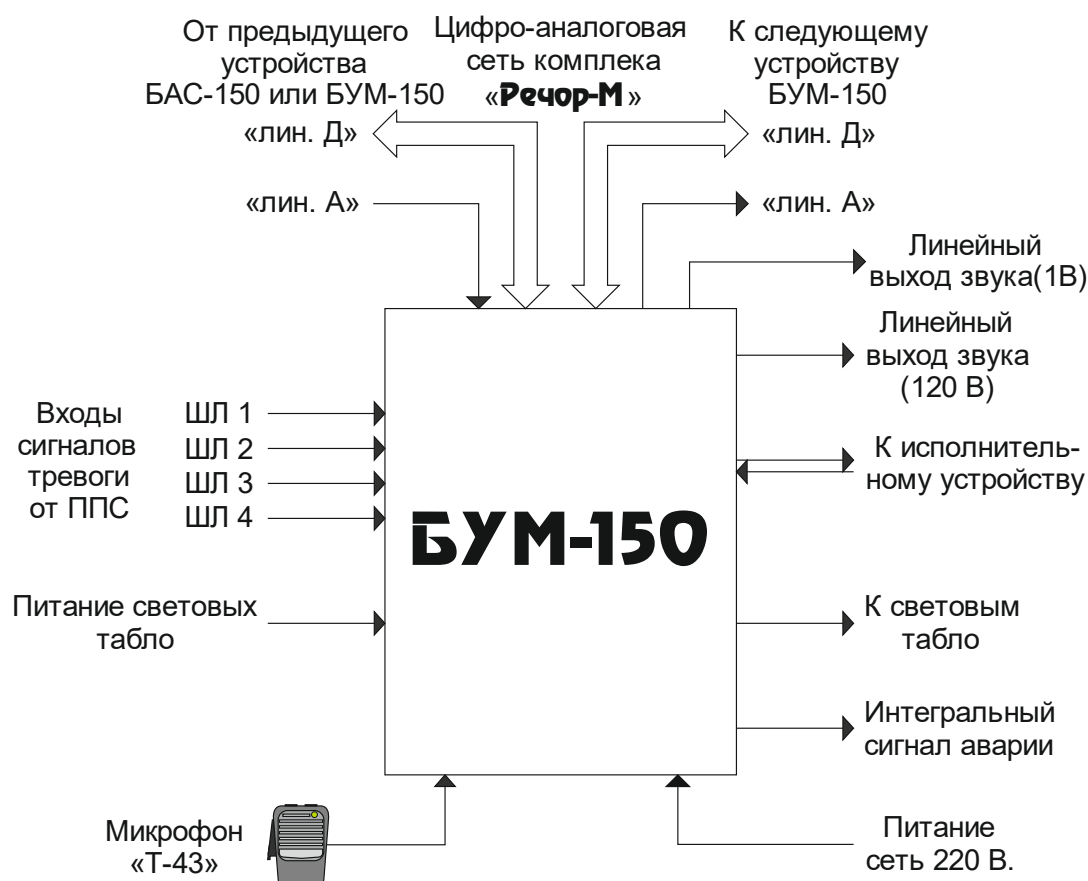 От предыдущего
устройства
БАС-150 или БУМ-150
«лин. Д»
«лин. А»
Цифро-аналоговая
сеть комплека
«Речор-М»
К следующему
устройству
БУМ-150
«лин. Д»
«лин. А»
Линейный
выход звука(1В)
Линейный
выход звука
(120 В)
Входы
сигналов
тревоги
от ППС
ШЛ 1
ШЛ 2
ШЛ 3
ШЛ 4
К исполнитель-
ному устройству
БУМ-150
Питание световых
табло
К световым
табло
Интегральный
сигнал аварии
Микрофон
«Т-43»
Питание
сеть 220 В.